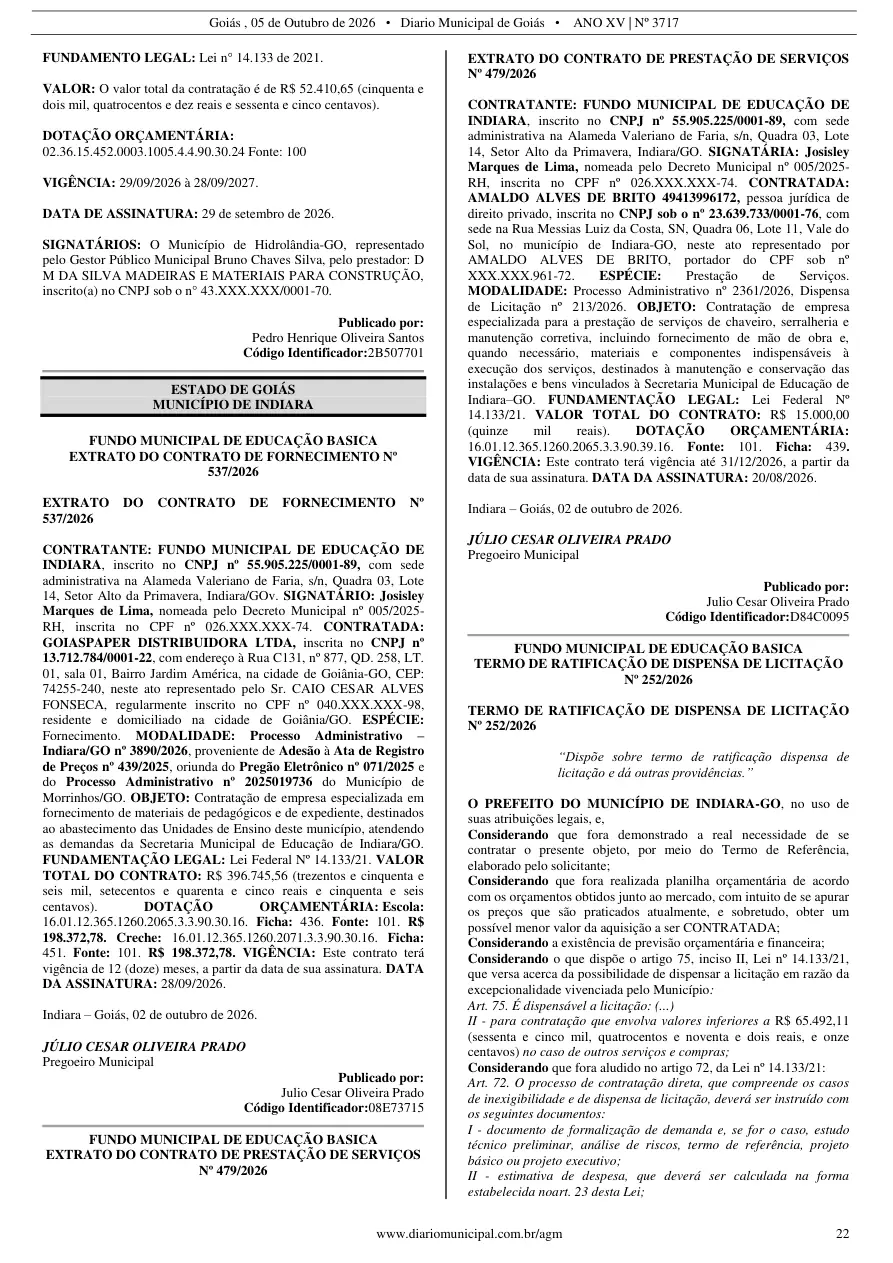 Goiás , 05 de Outubro de 2026 • Diario Municipal de Goiás • ANO XV | Nº 3717
FUNDAMENTO LEGAL: Lei n° 14.133 de 2021.
VALOR: O valor total da contratação é de R$ 52.410,65 (cinquenta e
dois mil, quatrocentos e dez reais e sessenta e cinco centavos).
DOTAÇÃO ORÇAMENTÁRIA:
02.36.15.452.0003.1005.4.4.90.30.24 Fonte: 100
VIGÊNCIA: 29/09/2026 à 28/09/2027.
DATA DE ASSINATURA: 29 de setembro de 2026.
SIGNATÁRIOS: O Município de Hidrolândia-GO, representado
pelo Gestor Público Municipal Bruno Chaves Silva, pelo prestador: D
M DA SILVA MADEIRAS E MATERIAIS PARA CONSTRUÇÃO,
inscrito(a) no CNPJ sob o n° 43.XXX.XXX/0001-70.
Publicado por:
Pedro Henrique Oliveira Santos
Código Identificador:2B507701
ESTADO DE GOIÁS
MUNICÍPIO DE INDIARA
FUNDO MUNICIPAL DE EDUCAÇÃO BASICA
EXTRATO DO CONTRATO DE FORNECIMENTO Nº
537/2026
EXTRATO DO CONTRATO DE FORNECIMENTO Nº
537/2026
CONTRATANTE: FUNDO MUNICIPAL DE EDUCAÇÃO DE
INDIARA, inscrito no CNPJ nº 55.905.225/0001-89, com sede
administrativa na Alameda Valeriano de Faria, s/n, Quadra 03, Lote
14, Setor Alto da Primavera, Indiara/GOv. SIGNATÁRIO: Josisley
Marques de Lima, nomeada pelo Decreto Municipal nº 005/2025-
RH, inscrita no CPF nº 026.XXX.XXX-74. CONTRATADA:
GOIASPAPER DISTRIBUIDORA LTDA, inscrita no CNPJ nº
13.712.784/0001-22, com endereço à Rua C131, nº 877, QD. 258, LT.
01, sala 01, Bairro Jardim América, na cidade de Goiânia-GO, CEP:
74255-240, neste ato representado pelo Sr. CAIO CESAR ALVES
FONSECA, regularmente inscrito no CPF nº 040.XXX.XXX-98,
residente e domiciliado na cidade de Goiânia/GO. ESPÉCIE:
Fornecimento. MODALIDADE: Processo Administrativo –
Indiara/GO nº 3890/2026, proveniente de Adesão à Ata de Registro
de Preços nº 439/2025, oriunda do Pregão Eletrônico nº 071/2025 e
do Processo Administrativo nº 2025019736 do Município de
Morrinhos/GO. OBJETO: Contratação de empresa especializada em
fornecimento de materiais de pedagógicos e de expediente, destinados
ao abastecimento das Unidades de Ensino deste município, atendendo
as demandas da Secretaria Municipal de Educação de Indiara/GO.
FUNDAMENTAÇÃO LEGAL: Lei Federal Nº 14.133/21. VALOR
TOTAL DO CONTRATO: R$ 396.745,56 (trezentos e cinquenta e
seis mil, setecentos e quarenta e cinco reais e cinquenta e seis
centavos). DOTAÇÃO ORÇAMENTÁRIA: Escola:
16.01.12.365.1260.2065.3.3.90.30.16. Ficha: 436. Fonte: 101. R$
198.372,78. Creche: 16.01.12.365.1260.2071.3.3.90.30.16. Ficha:
451. Fonte: 101. R$ 198.372,78. VIGÊNCIA: Este contrato terá
vigência de 12 (doze) meses, a partir da data de sua assinatura. DATA
DA ASSINATURA: 28/09/2026.
Indiara – Goiás, 02 de outubro de 2026.
JÚLIO CESAR OLIVEIRA PRADO
Pregoeiro Municipal
Publicado por:
Julio Cesar Oliveira Prado
Código Identificador:08E73715
FUNDO MUNICIPAL DE EDUCAÇÃO BASICA
EXTRATO DO CONTRATO DE PRESTAÇÃO DE SERVIÇOS
Nº 479/2026
EXTRATO DO CONTRATO DE PRESTAÇÃO DE SERVIÇOS
Nº 479/2026
CONTRATANTE: FUNDO MUNICIPAL DE EDUCAÇÃO DE
INDIARA, inscrito no CNPJ nº 55.905.225/0001-89, com sede
administrativa na Alameda Valeriano de Faria, s/n, Quadra 03, Lote
14, Setor Alto da Primavera, Indiara/GO. SIGNATÁRIA: Josisley
Marques de Lima, nomeada pelo Decreto Municipal nº 005/2025-
RH, inscrita no CPF nº 026.XXX.XXX-74. CONTRATADA:
AMALDO ALVES DE BRITO 49413996172, pessoa jurídica de
direito privado, inscrita no CNPJ sob o nº 23.639.733/0001-76, com
sede na Rua Messias Luiz da Costa, SN, Quadra 06, Lote 11, Vale do
Sol, no município de Indiara-GO, neste ato representado por
AMALDO ALVES DE BRITO, portador do CPF sob nº
XXX.XXX.961-72. ESPÉCIE: Prestação de Serviços.
MODALIDADE: Processo Administrativo nº 2361/2026, Dispensa
de Licitação nº 213/2026. OBJETO: Contratação de empresa
especializada para a prestação de serviços de chaveiro, serralheria e
manutenção corretiva, incluindo fornecimento de mão de obra e,
quando necessário, materiais e componentes indispensáveis à
execução dos serviços, destinados à manutenção e conservação das
instalações e bens vinculados à Secretaria Municipal de Educação de
Indiara–GO. FUNDAMENTAÇÃO LEGAL: Lei Federal Nº
14.133/21. VALOR TOTAL DO CONTRATO: R$ 15.000,00
(quinze mil reais). DOTAÇÃO ORÇAMENTÁRIA:
16.01.12.365.1260.2065.3.3.90.39.16. Fonte: 101. Ficha: 439.
VIGÊNCIA: Este contrato terá vigência até 31/12/2026, a partir da
data de sua assinatura. DATA DA ASSINATURA: 20/08/2026.
Indiara – Goiás, 02 de outubro de 2026.
JÚLIO CESAR OLIVEIRA PRADO
Pregoeiro Municipal
Publicado por:
Julio Cesar Oliveira Prado
Código Identificador:D84C0095
FUNDO MUNICIPAL DE EDUCAÇÃO BASICA
TERMO DE RATIFICAÇÃO DE DISPENSA DE LICITAÇÃO
Nº 252/2026
TERMO DE RATIFICAÇÃO DE DISPENSA DE LICITAÇÃO
Nº 252/2026
“Dispõe sobre termo de ratificação dispensa de
licitação e dá outras providências.”
O PREFEITO DO MUNICÍPIO DE INDIARA-GO, no uso de
suas atribuições legais, e,
Considerando que fora demonstrado a real necessidade de se
contratar o presente objeto, por meio do Termo de Referência,
elaborado pelo solicitante;
Considerando que fora realizada planilha orçamentária de acordo
com os orçamentos obtidos junto ao mercado, com intuito de se apurar
os preços que são praticados atualmente, e sobretudo, obter um
possível menor valor da aquisição a ser CONTRATADA;
Considerando a existência de previsão orçamentária e financeira;
Considerando o que dispõe o artigo 75, inciso II, Lei nº 14.133/21,
que versa acerca da possibilidade de dispensar a licitação em razão da
excepcionalidade vivenciada pelo Município:
Art. 75. É dispensável a licitação: (...)
II - para contratação que envolva valores inferiores a R$ 65.492,11
(sessenta e cinco mil, quatrocentos e noventa e dois reais, e onze
centavos) no caso de outros serviços e compras;
Considerando que fora aludido no artigo 72, da Lei nº 14.133/21:
Art. 72. O processo de contratação direta, que compreende os casos
de inexigibilidade e de dispensa de licitação, deverá ser instruído com
os seguintes documentos:
I - documento de formalização de demanda e, se for o caso, estudo
técnico preliminar, análise de riscos, termo de referência, projeto
básico ou projeto executivo;
II - estimativa de despesa, que deverá ser calculada na forma
estabelecida noart. 23 desta Lei;
www.diariomunicipal.com.br/agm 22